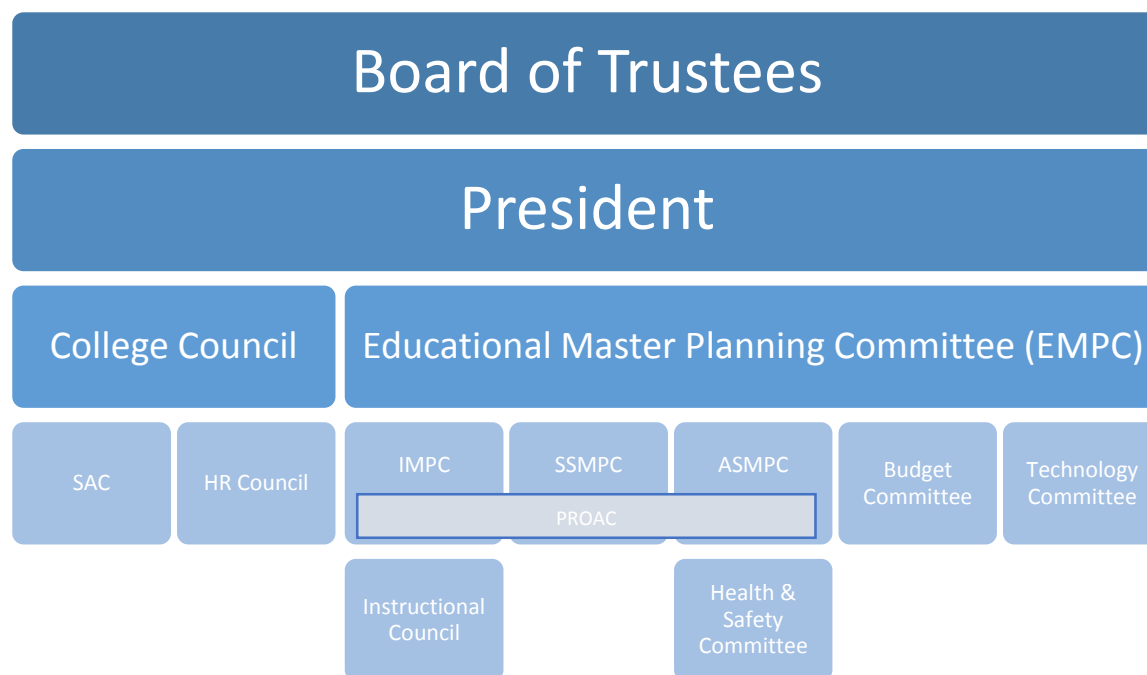 Board of Trustees
President
College Council
Educational Master Planning Committee (EMPC)
SAC
HR Council
IMPC
SSMPC
ASMPC
Budget
Committee
Technology
Committee
PROAC
Instructional
Council
Health &
Safety
Committee